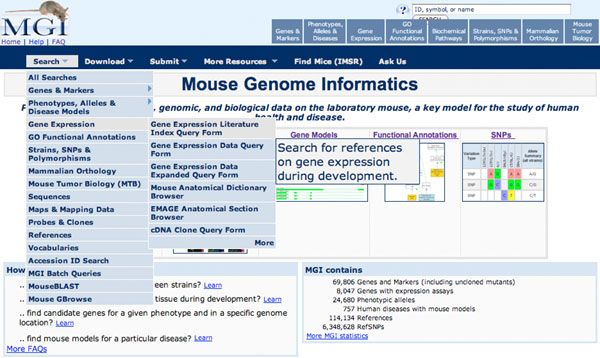 ID, symbol, or name
MGI
Home | Help | FAQ
Genes & Markers
Phenotypes, Alleles & Diseases
Gene Expression
GO Functional Annotations
Biochemical Pathways
Strains, SNPs & Polymorphisms
Mammalian Orthology
Mouse Tumor Biology
Search Download Submit More Resources Find Mice (IMSR) Ask Us
Mouse Genome Informatics
, genomic, and biological data on the laboratory mouse, a key model for the study of human
health and disease.
All Searches
Genes & Markers
Phenotypes, Alleles &
Disease Models
Gene Expression
GO Functional Annotations
Strains, SNPs &
Polymorphisms
Mammalian Orthology
Mouse Tumor Biology (MTB)
Sequences
Maps & Mapping Data
Probes & Clones
References
Vocabularies
Accession ID Search
MGI Batch Queries
MouseBLAST
Mouse GBrowse
Gene Expression Literature
Index Query Form
Gene Expression Data Query
Form
Gene Expression Data
Expanded Query Form
Mouse Anatomical Dictionary
Browser
EMAGE Anatomical Section
Browser
cDNA Clone Query Form
More
Gene Models Functional Annotations SNPs
Search for references
on gene expression
during development.
How
.. een strains? Learn
.. tissue during development? Learn
.. find candidate genes for a given phenotype and in a specific genome
location? Learn
.. find mouse models for a particular disease? Learn
More FAQs
MGI contains
69,806 Genes and Markers (including uncloned mutants)
8,047 Genes with expression assays
24,680 Phenotypic alleles
757 Human diseases with mouse models
114,134 References
6,348,628 RefSNPs
More MGI statistics